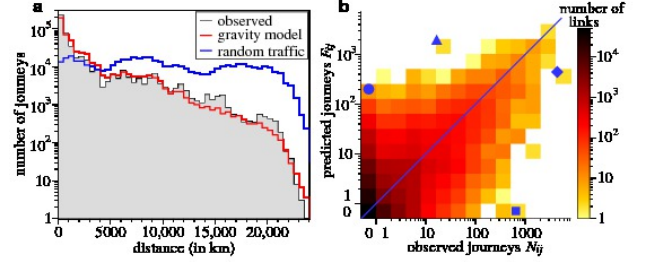 a
observed
gravity model
random traffic
number of journeys
10^5
10^4
10^3
10^2
10
1
0 5000 10,000 15,000 20,000
distance (in km)
b
number of
links
predicted journeys F_ij
10^3
10^2
10
1
0
0 1 10 100 1000
observed journeys N_ij
10^4
10^3
10^2
10
1